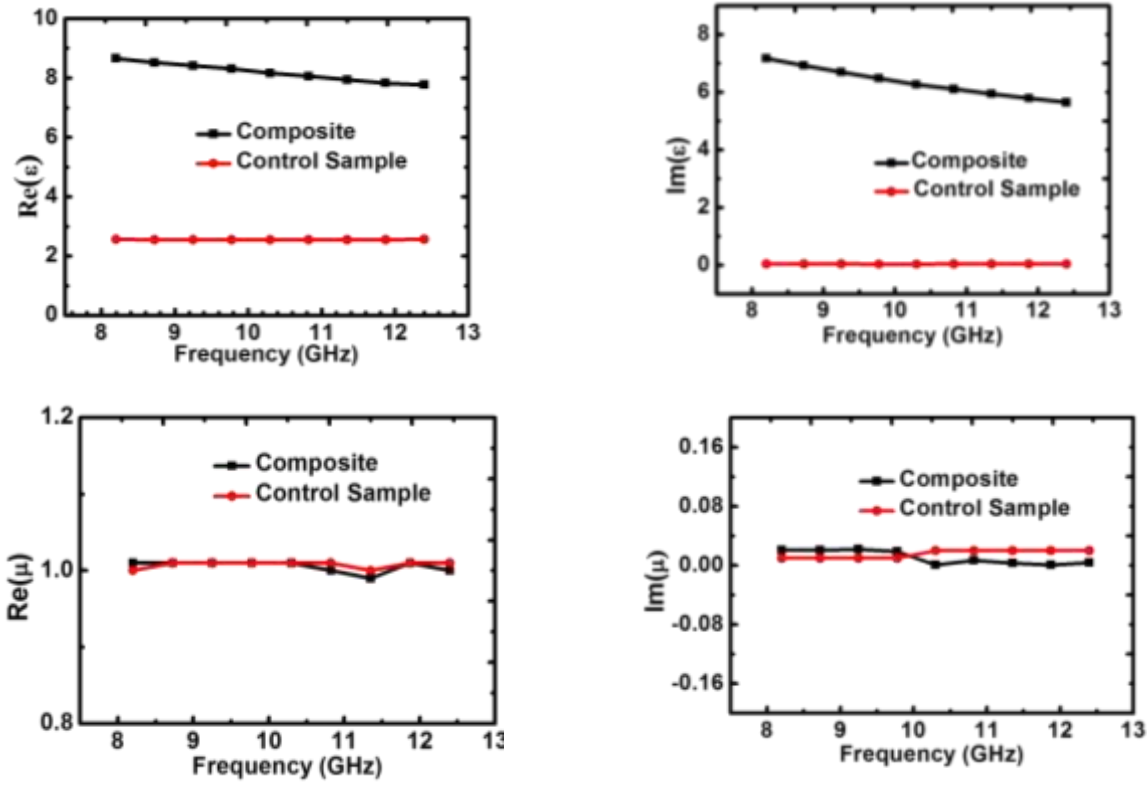 10
8
6
4
2
0
Re(ε)
Composite
Control Sample
8 9 10 11 12 13
Frequency (GHz)
8
6
4
2
0
Im(ε)
Composite
Control Sample
8 9 10 11 12 13
Frequency (GHz)
1.2
1.0
0.8
Re(μ)
Composite
Control Sample
8 9 10 11 12 13
Frequency (GHz)
0.16
0.08
0.00
-0.08
-0.16
Im(μ)
Composite
Control Sample
8 9 10 11 12 13
Frequency (GHz)